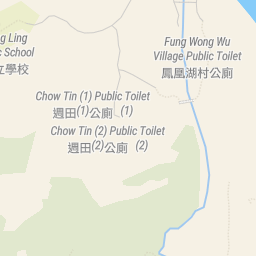 g Ling
c School
立學校
Fung Wong Wu
Village Public Toilet
鳳凰湖村公廁
Chow Tin (1) Public Toilet
週田(1)公廁 (1)
Chow Tin (2) Public Toilet
週田(2)公廁 (2)